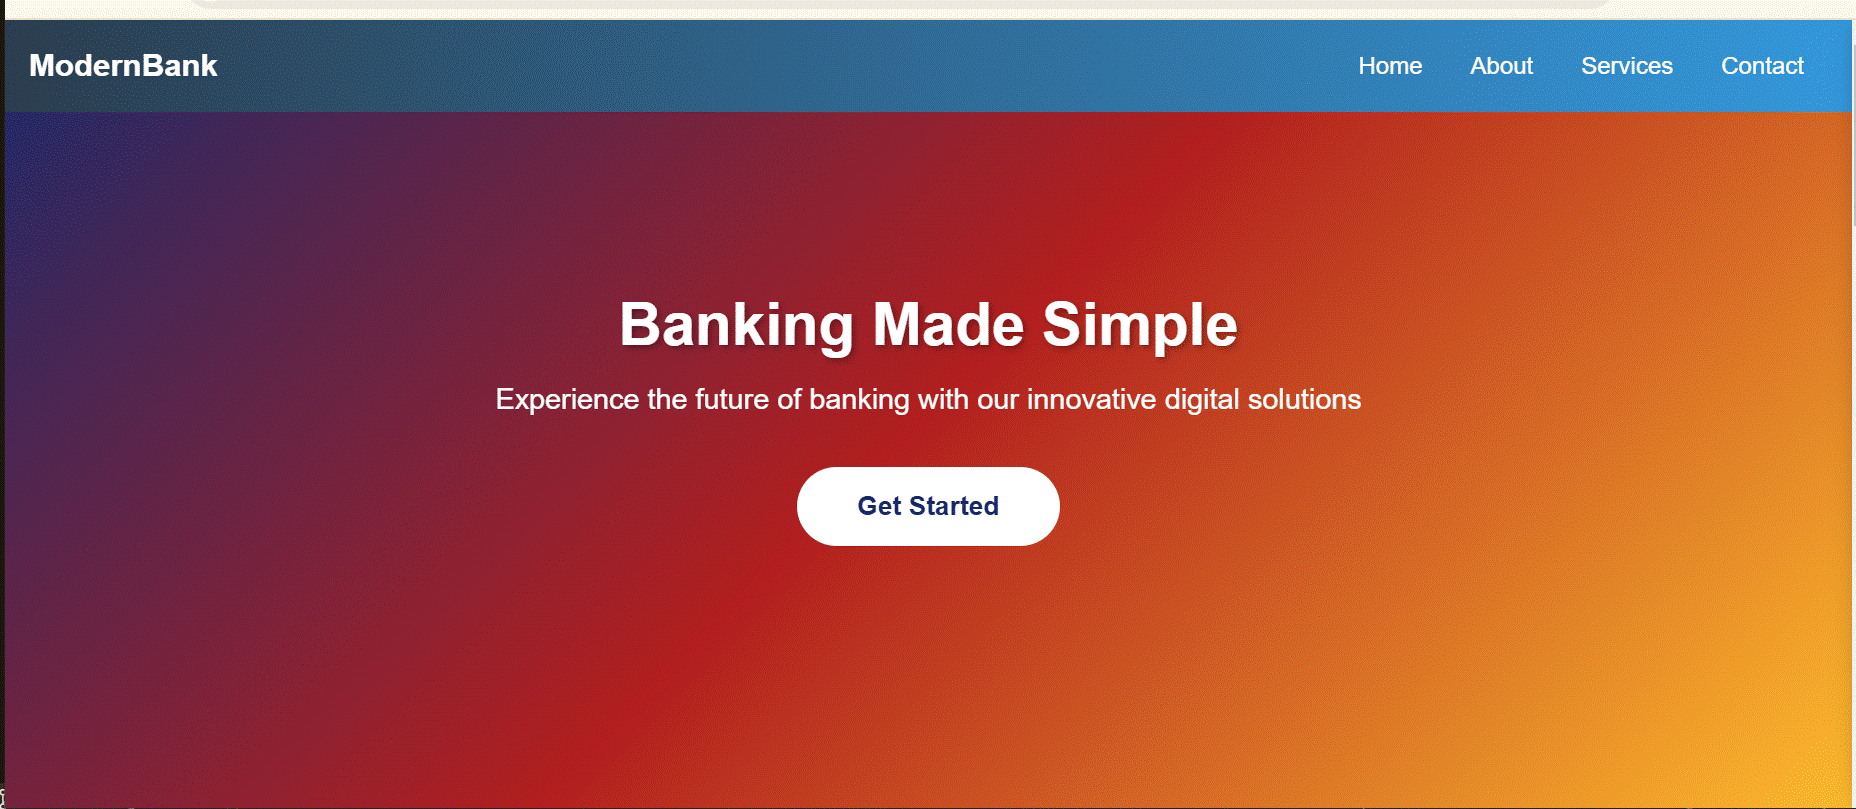 ModernBank
Home About Services Contact
Banking Made Simple
Experience the future of banking with our innovative digital solutions
Get Started